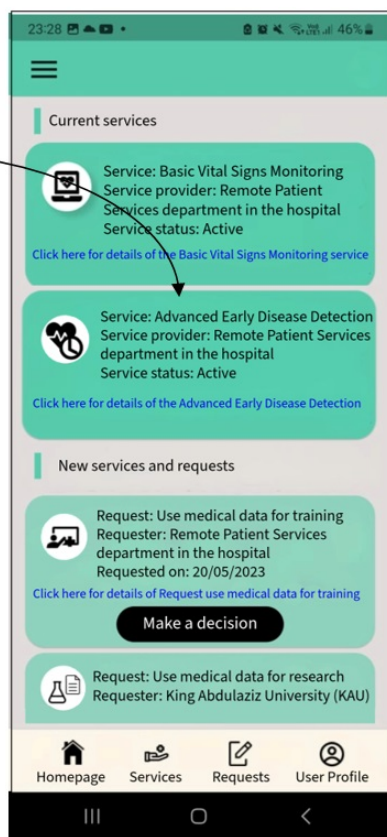 23:28
46%
Current services
Service: Basic Vital Signs Monitoring
Service provider: Remote Patient
Services department in the hospital
Service status: Active
Click here for details of the Basic Vital Signs Monitoring service
Service: Advanced Early Disease Detection
Service provider: Remote Patient Services
department in the hospital
Service status: Active
Click here for details of the Advanced Early Disease Detection
New services and requests
Request: Use medical data for training
Requester: Remote Patient Services
department in the hospital
Requested on: 20/05/2023
Click here for details of Request use medical data for training
Make a decision
Request: Use medical data for research
Requester: King Abdulaziz University (KAU)
Homepage Services Requests User Profile